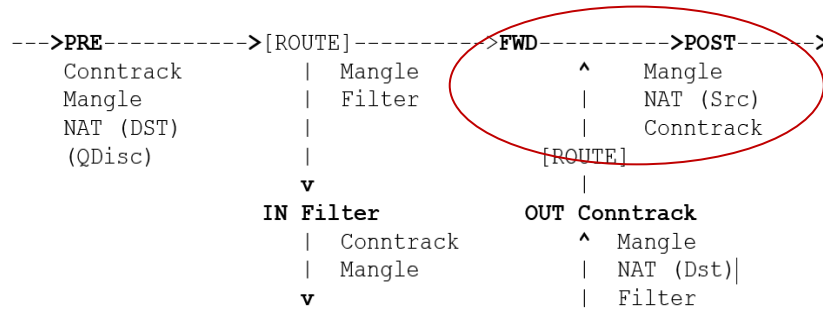 --->PRE----------->[ROUTE]----------->FWD---------->POST------>
Conntrack | Mangle ^ Mangle
Mangle | Filter | NAT (Src)
NAT (DST) | | Conntrack
(QDisc) | [ROUTE]
v |
IN Filter OUT Conntrack
| Conntrack ^ Mangle
| Mangle | NAT (Dst)|
v | Filter